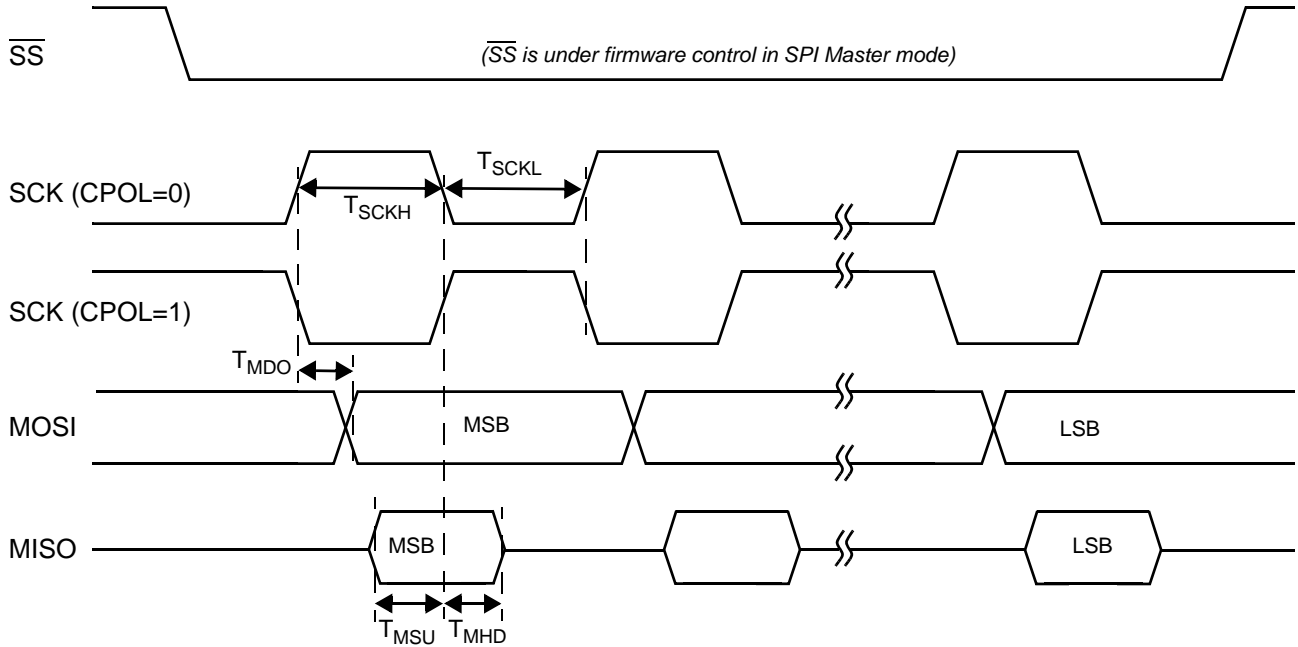 SS
(SS is under firmware control in SPI Master mode)
SCK (CPOL=0)
TSCKH
TSCKL
SCK (CPOL=1)
TMDO
MOSI
MSB
LSB
MISO
MSB
LSB
TMSU
TMHD